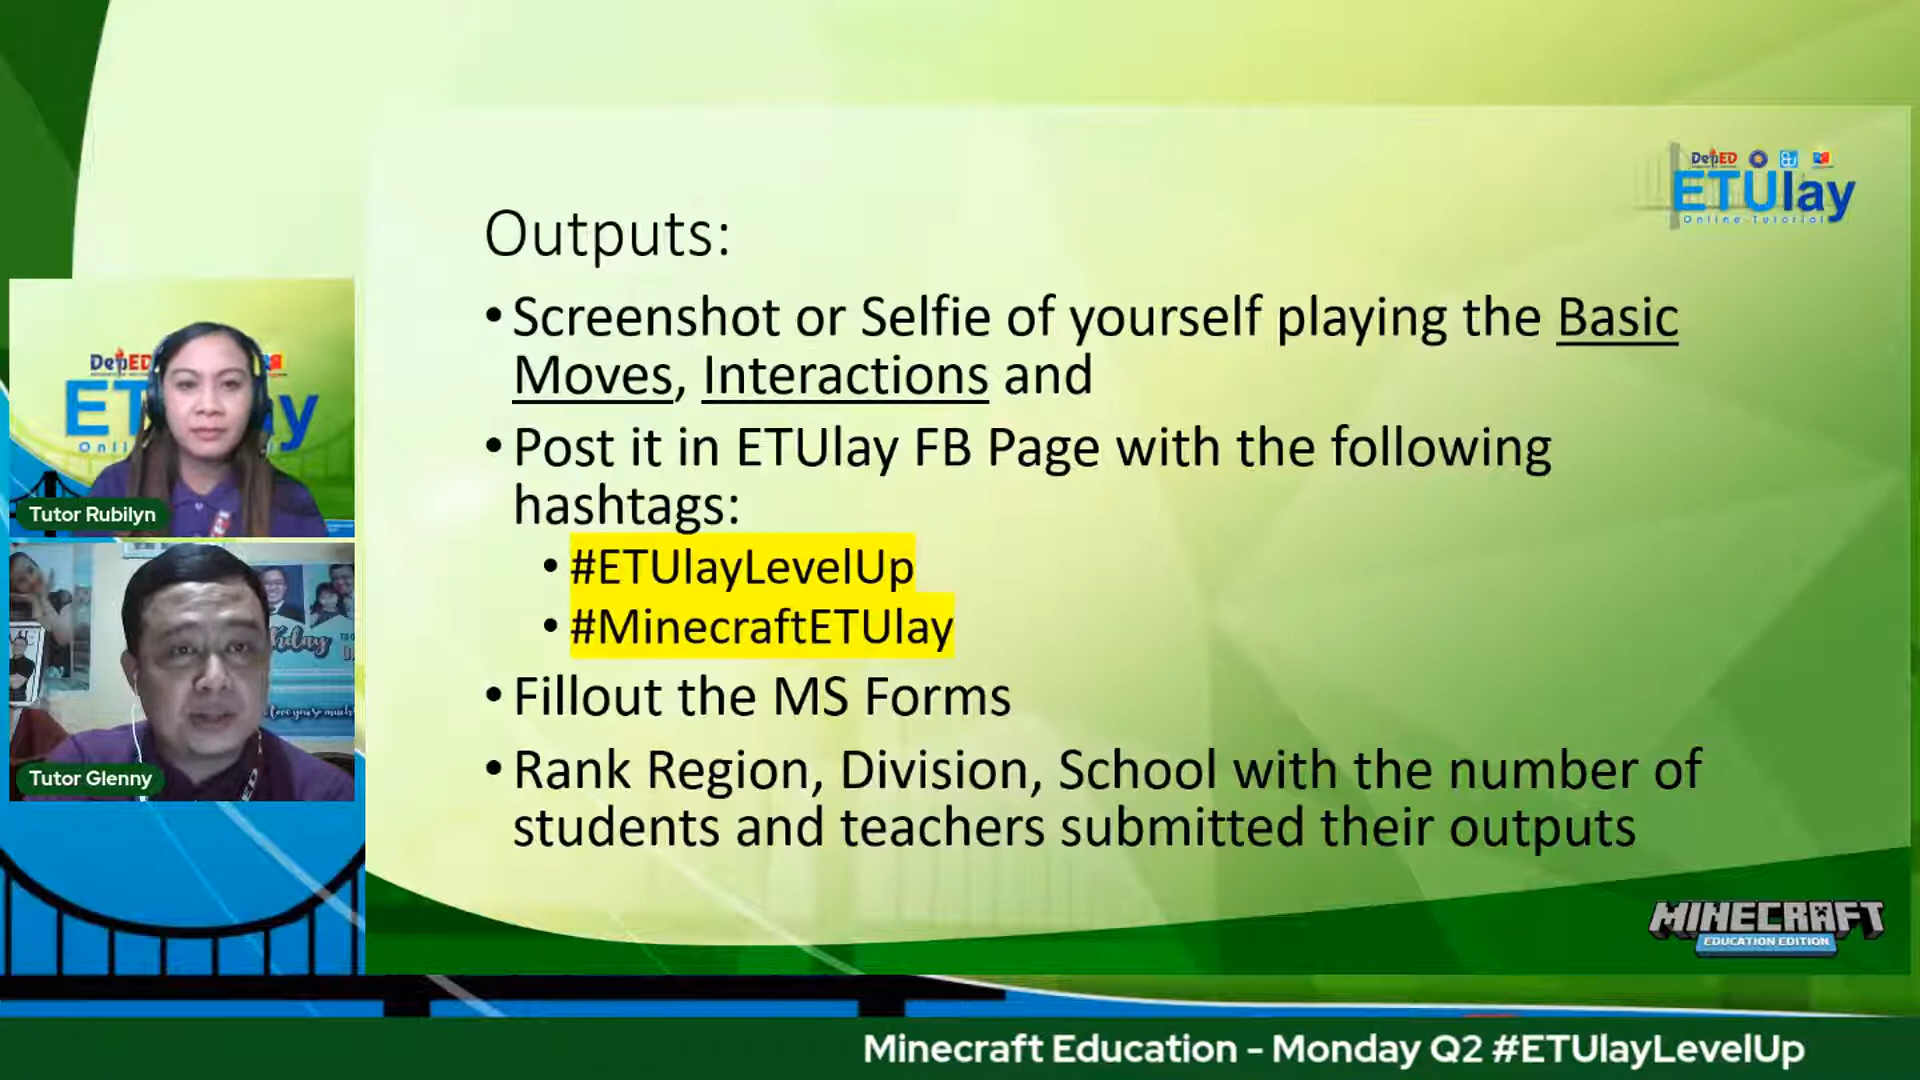 DepED
ETUlay
Online Tutorial
Outputs:
• Screenshot or Selfie of yourself playing the Basic
Moves, Interactions and
• Post it in ETUlay FB Page with the following
hashtags:
• #ETUlayLevelUp
• #MinecraftETUlay
• Fillout the MS Forms
• Rank Region, Division, School with the number of
students and teachers submitted their outputs
DepED
Tutor Rubilyn
Tutor Glenny
MINECRAFT
EDUCATION EDITION
Minecraft Education - Monday Q2 #ETUlayLevelUp